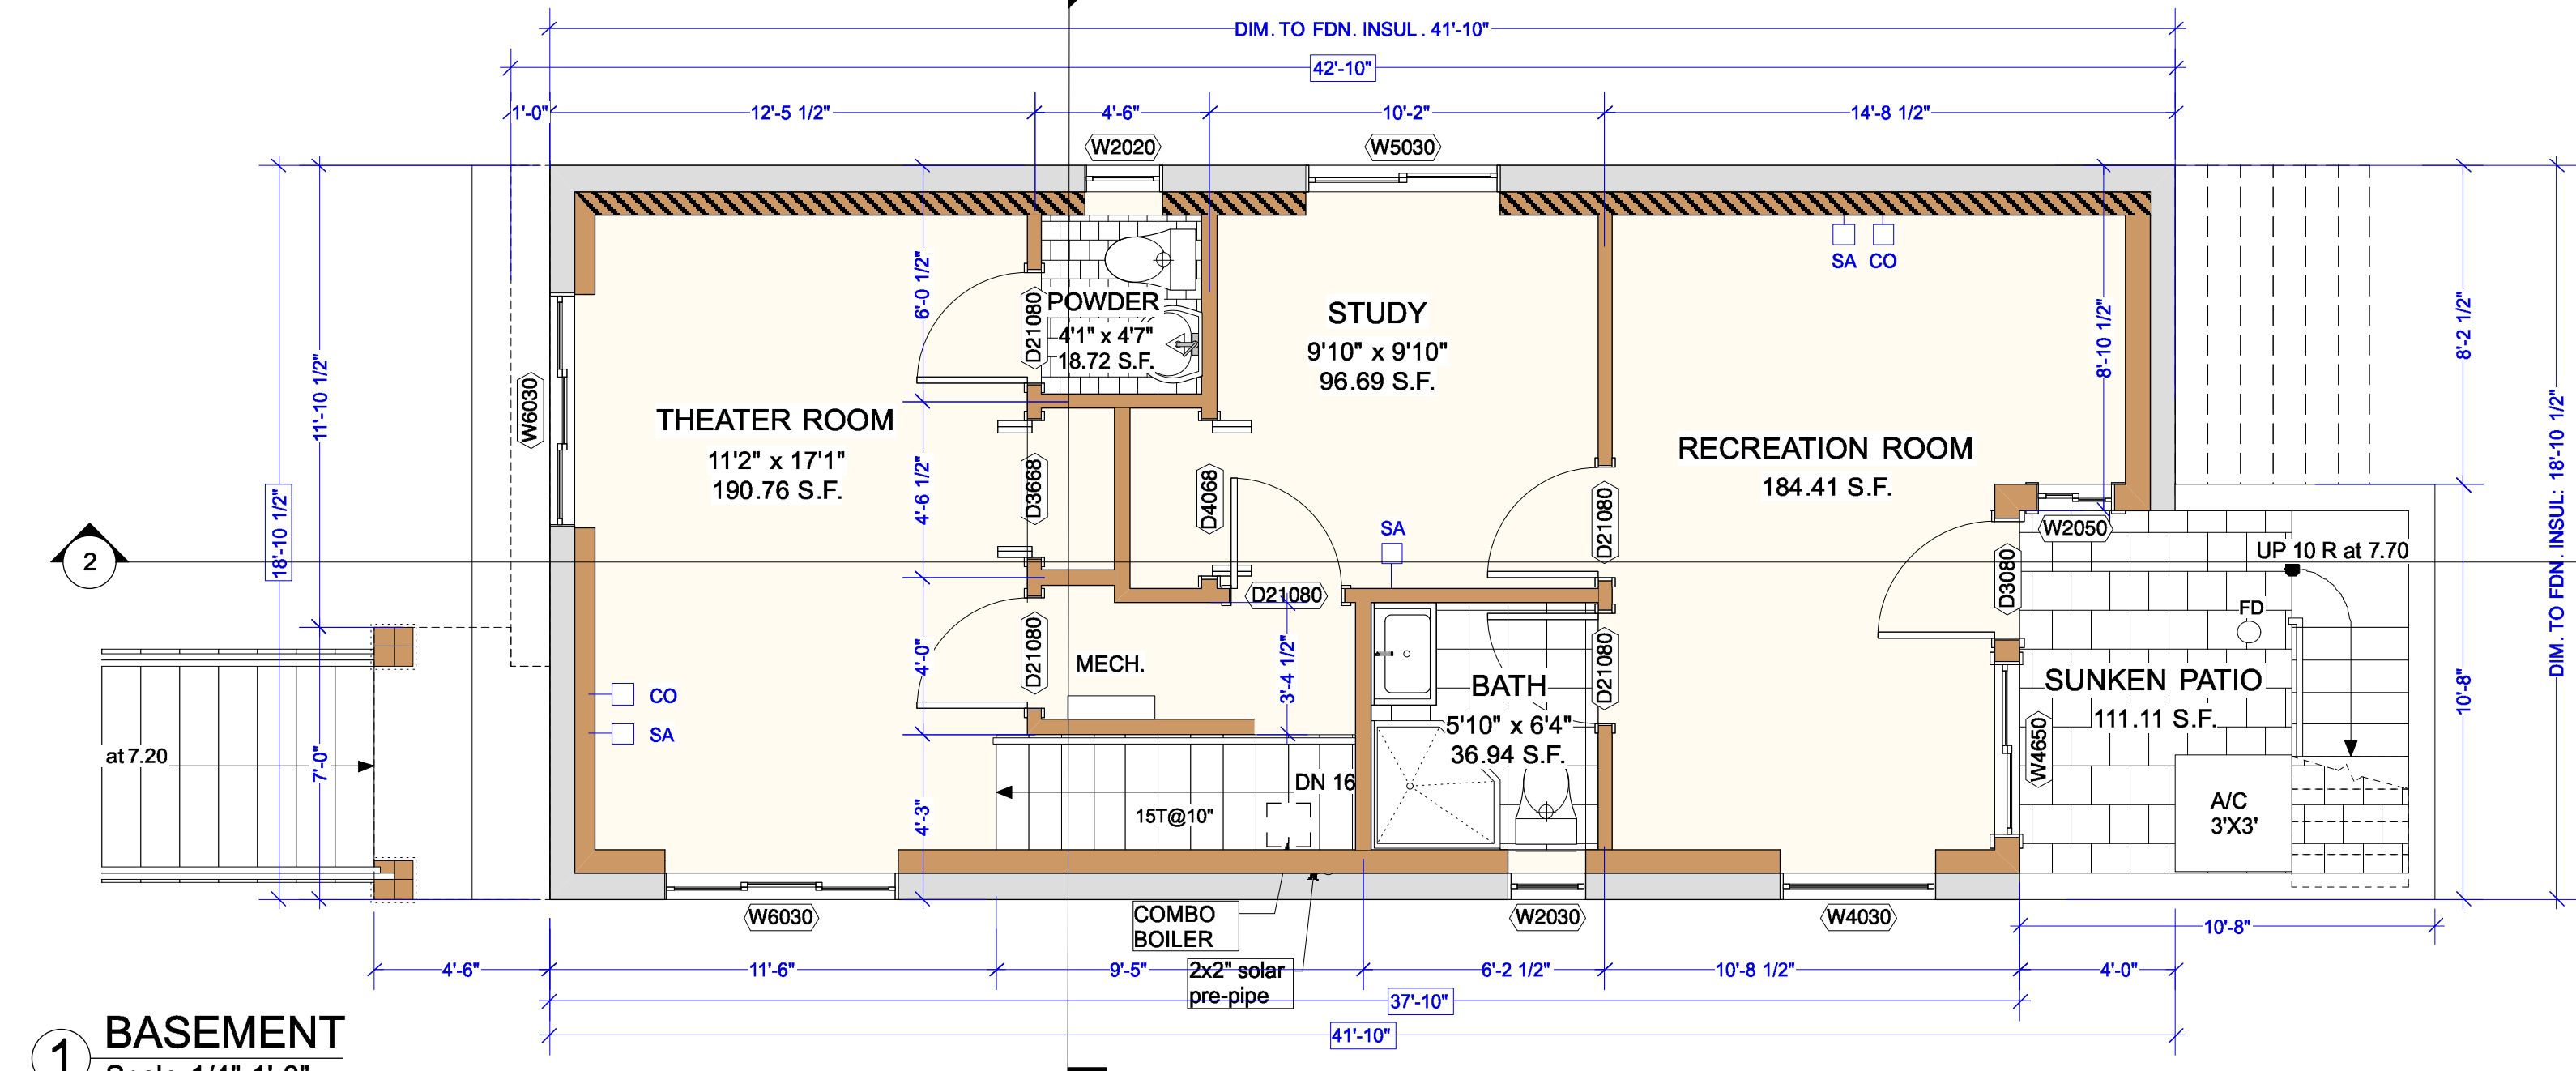 DIM. TO FDN. INSUL . 41'-10"
42'-10"
1'-0"
12'-5 1/2"
4'-6"
10'-2"
14'-8 1/2"
W2020
W5030
6'-0 1/2"
D21080
POWDER
4'1" x 4'7"
18.72 S.F.
STUDY
9'10" x 9'10"
96.69 S.F.
SA CO
8'-10 1/2"
8'-2 1/2"
DIM. TO FDN. INSUL: 18'-10 1/2"
11'-10 1/2"
18'-10 1/2"
W6030
THEATER ROOM
11'2" x 17'1"
190.76 S.F.
4'-6 1/2"
D3668
D4068
SA
D21080
RECREATION ROOM
184.41 S.F.
W2050
D3080
UP 10 R at 7.70
FD
2
D21080
D21080
MECH.
4'-0"
3'-4 1/2"
D21080
BATH
5'10" x 6'4"
36.94 S.F.
SUNKEN PATIO
111.11 S.F.
W4650
10'-8"
CO
SA
at 7.20
7'-0"
4'-3"
DN 16
15T@10"
A/C
3'X3'
W6030
COMBO
BOILER
W2030
W4030
10'-8"
4'-6"
11'-6"
9'-5"
2x2" solar
pre-pipe
6'-2 1/2"
10'-8 1/2"
4'-0"
37'-10"
41'-10"
1
BASEMENT